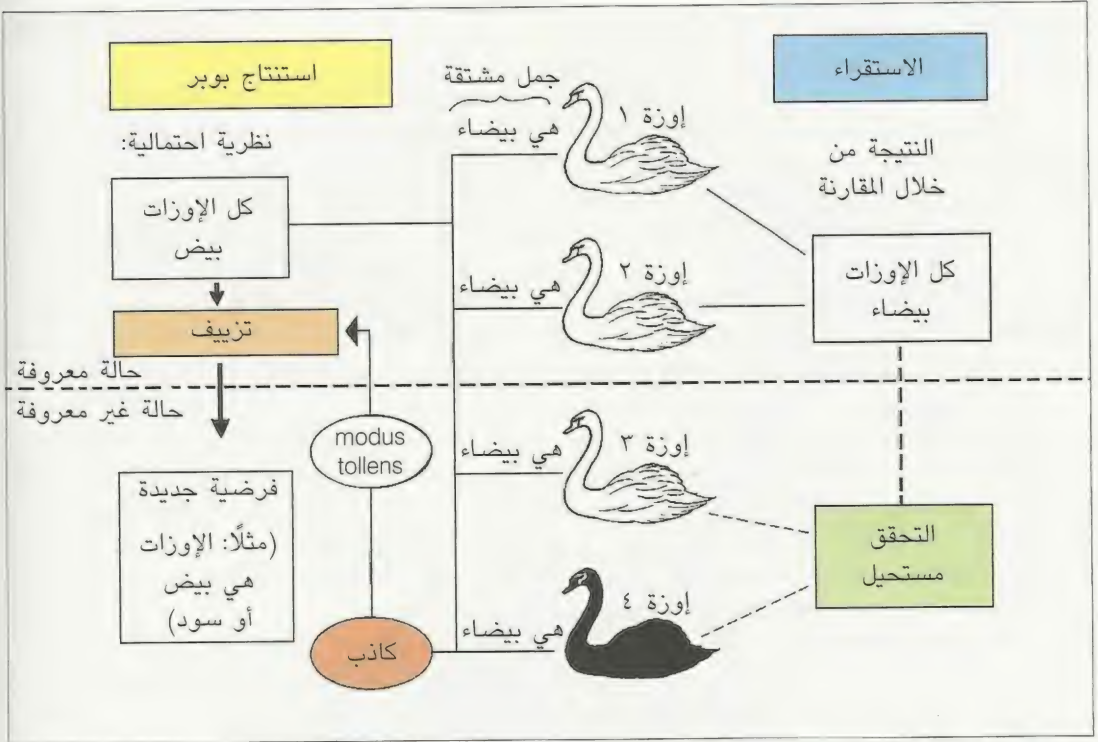 الاستقراء
النتيجة من
خلال المقارنة
كل الإوزات
بيضاء
التحقق
مستحيل
جمل مشتقة
إوزة ١
هي بيضاء
إوزة ٢
هي بيضاء
إوزة ٣
هي بيضاء
إوزة ٤
هي بيضاء
استنتاج بوبر
نظرية احتمالية:
كل الإوزات
بيض
تزييف
حالة معروفة
حالة غير معروفة
modus
tollens
كاذب
فرضية جديدة
(مثلًا: الإوزات
هي بيض
أو سود)